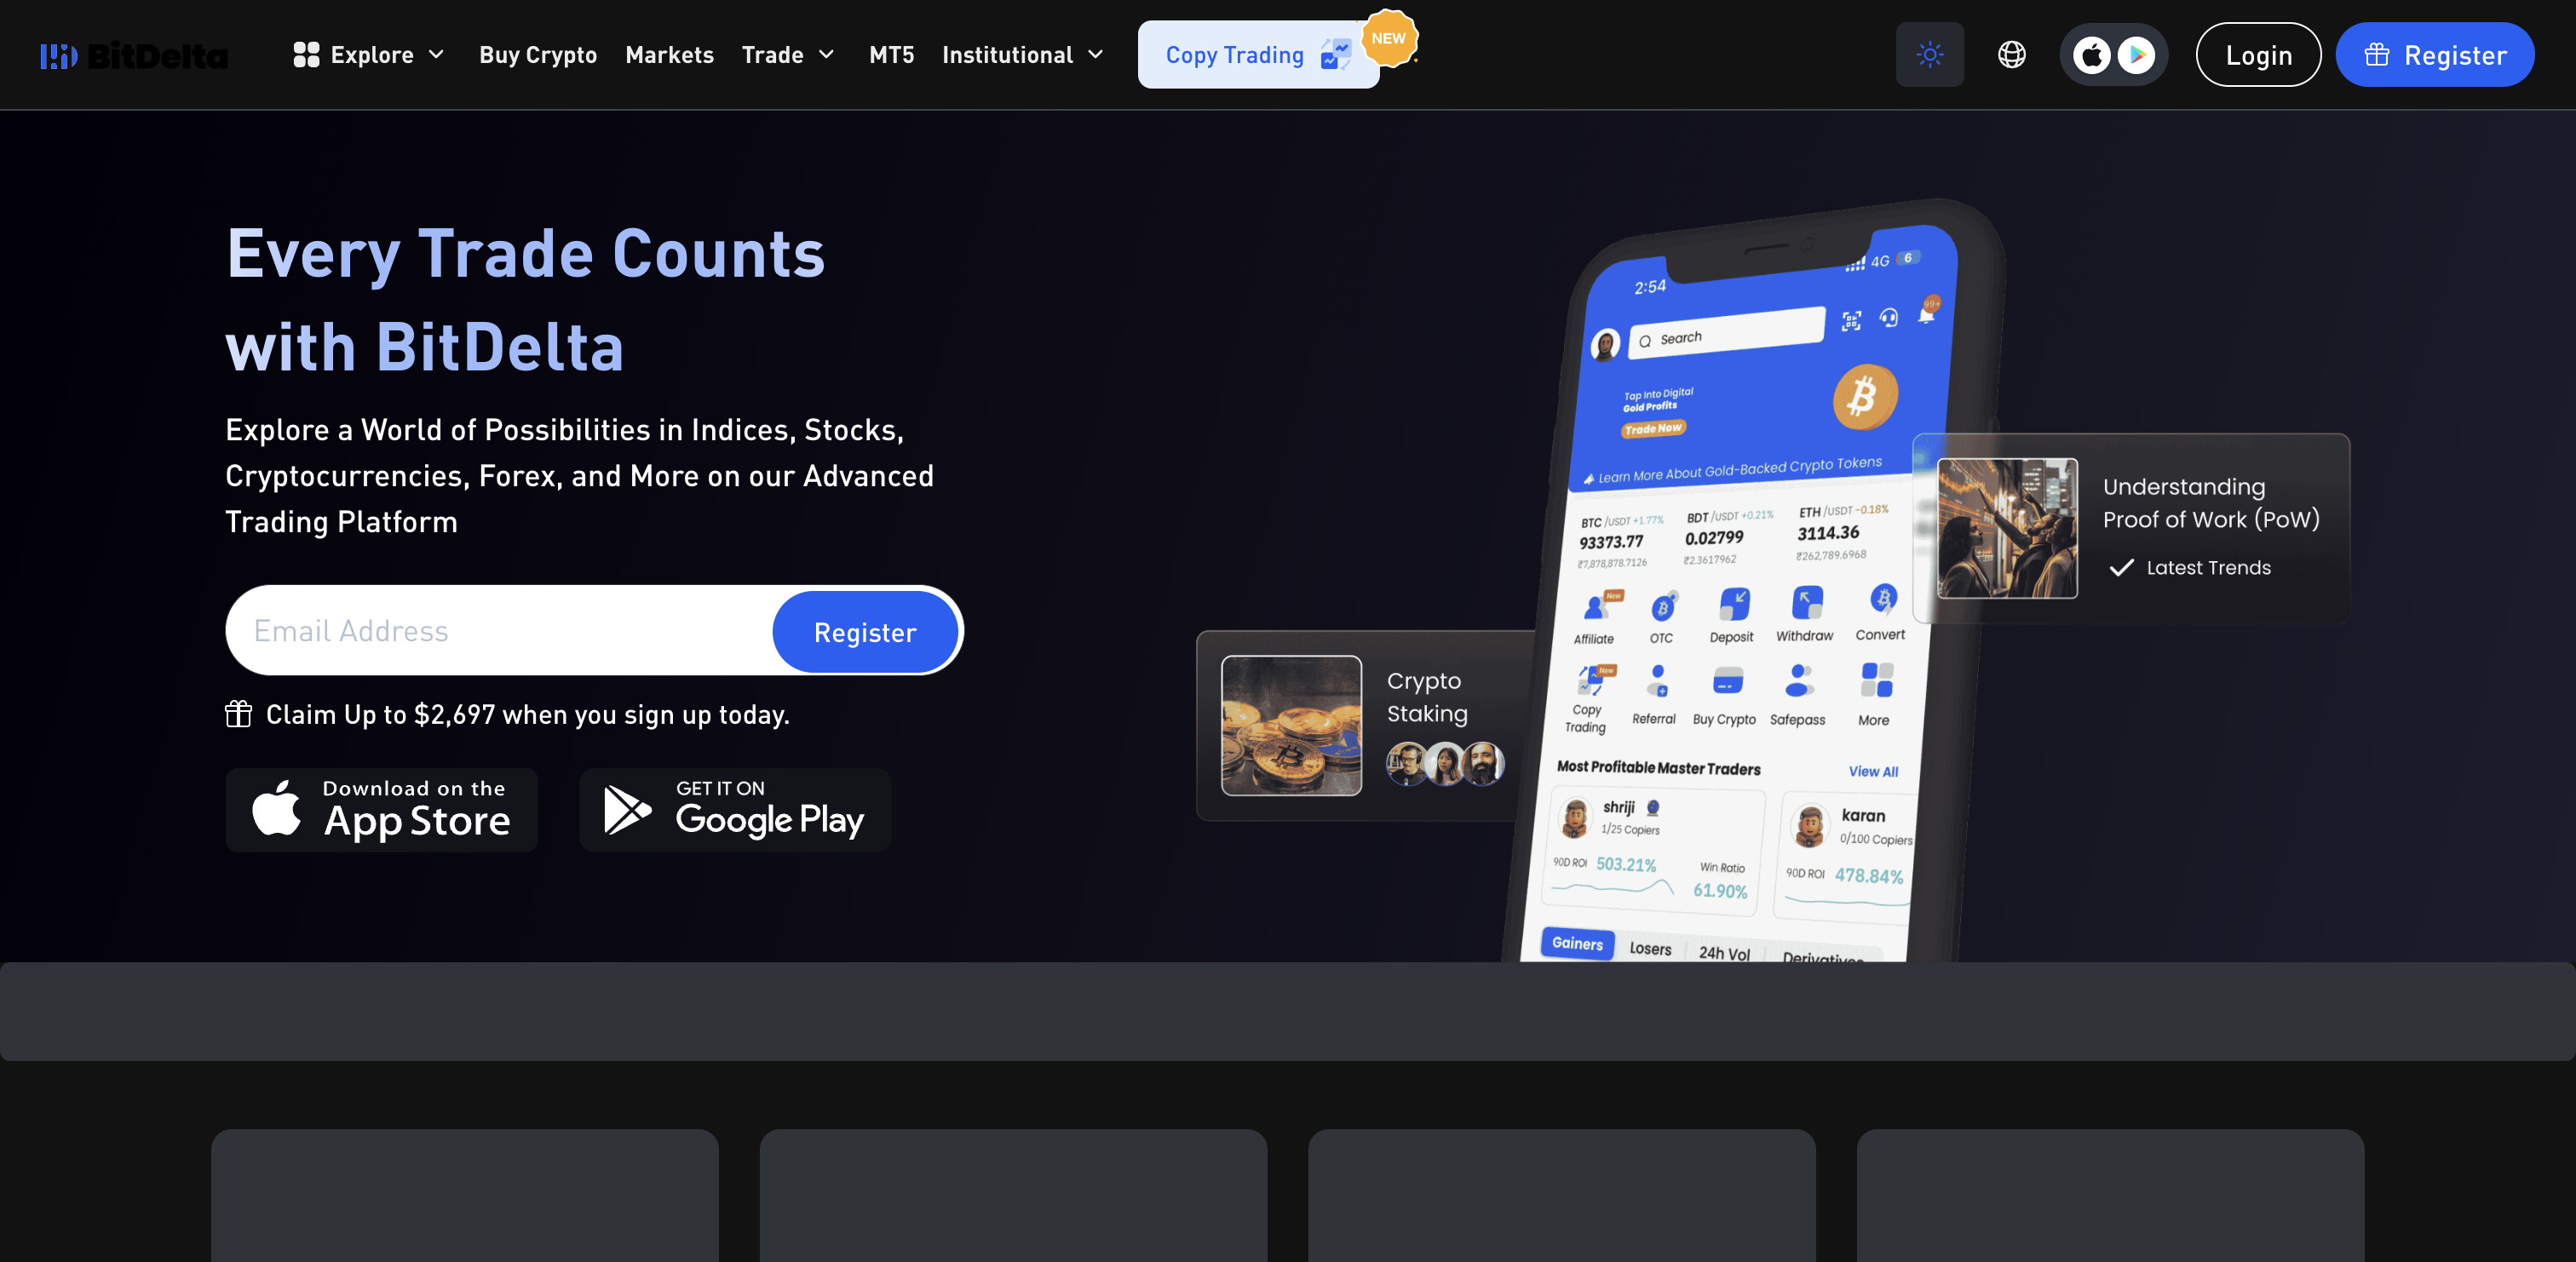 BitDelta
Explore
Buy Crypto
Markets
Trade
MT5
Institutional
Copy Trading
NEW
Login
Register
Every Trade Counts
with BitDelta
Explore a World of Possibilities in Indices, Stocks,
Cryptocurrencies, Forex, and More on our Advanced
Trading Platform
Email Address
Register
Claim Up to $2,697 when you sign up today.
Download on the
App Store
GET IT ON
Google Play
Crypto
Staking
2:54
4G
6
Search
99+
Tap Into Digital
Gold Profits
Trade Now
Learn More About Gold-Backed Crypto Tokens
BTC /USDT +1.77%
93373.77
₹7,878,878.7126
BDT /USDT +0.21%
0.02799
₹2.3617962
ETH /USDT -0.18%
3114.36
₹262,789.6968
New
Affiliate
OTC
Deposit
Withdraw
Convert
New
Copy
Trading
Referral
Buy Crypto
Safepass
More
Most Profitable Master Traders
View All
shriji
1/25 Copiers
90D ROI 503.21%
Win Ratio
61.90%
karan
0/100 Copiers
90D ROI 478.84%
Gainers
Losers
24h Vol
Derivatives
Understanding
Proof of Work (PoW)
Latest Trends